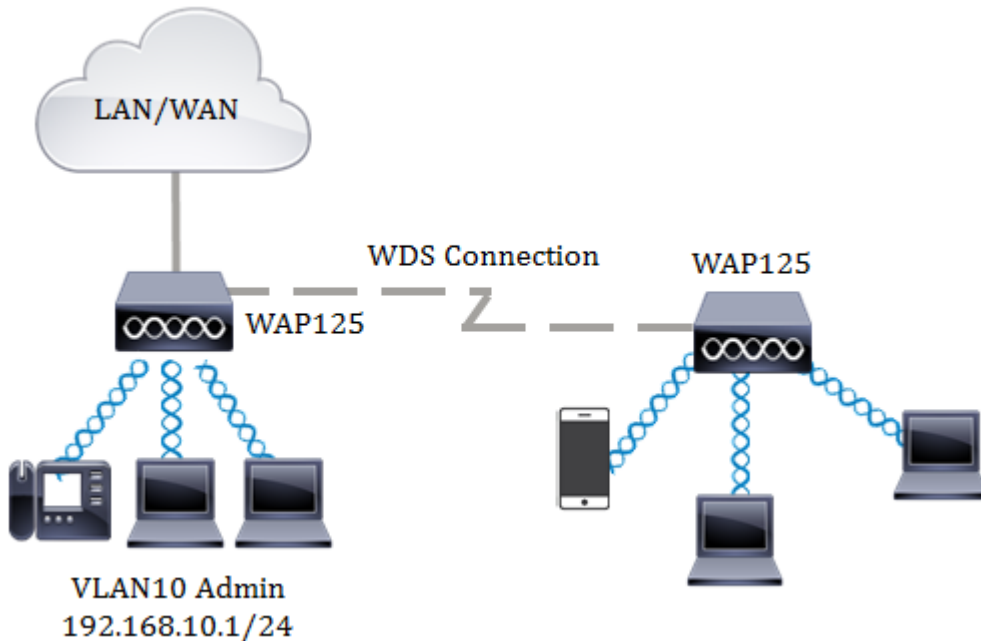 LAN/WAN
WDS Connection
WAP125
WAP125
VLAN10 Admin
192.168.10.1/24